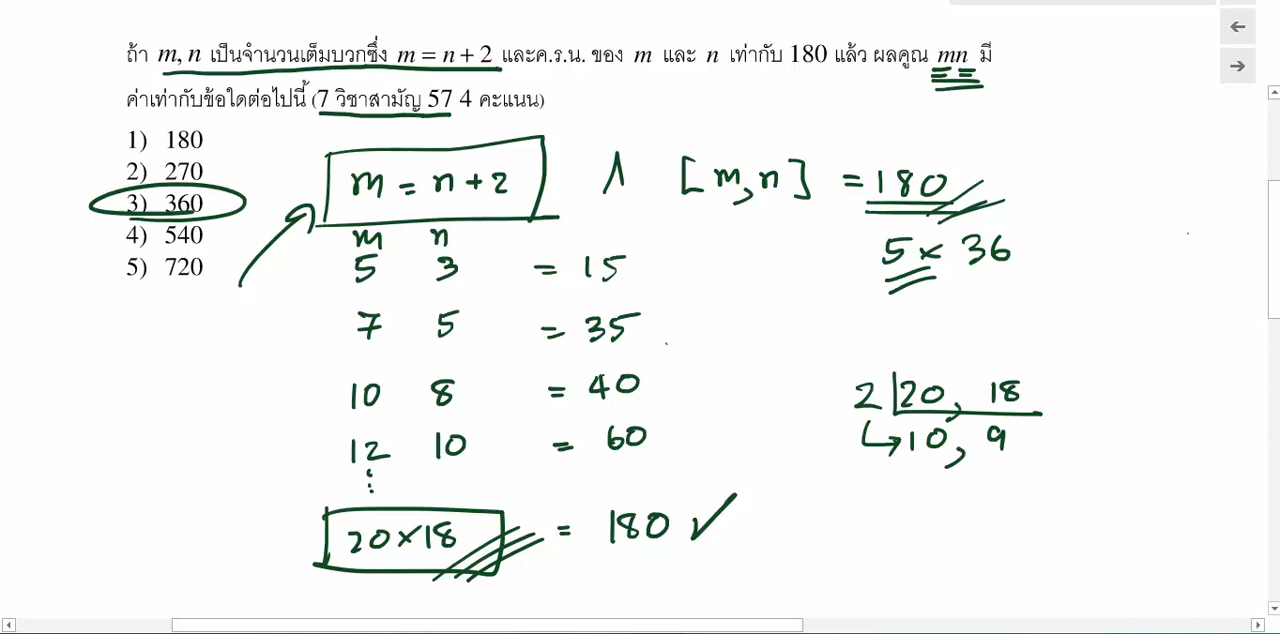 ถ้า m, n เป็นจำนวนเต็มบวกซึ่ง m = n + 2 และค.ร.น. ของ m และ n เท่ากับ 180 แล้ว ผลคูณ mn มี
ค่าเท่ากับข้อใดต่อไปนี้ (7 วิชาสามัญ 57 4 คะแนน)
1) 180
2) 270
3) 360
4) 540
5) 720
m = n + 2 ∧ [m, n] = 180
5 × 36
m n
5 3 = 15
7 5 = 35
10 8 = 40
12 10 = 60
⋮
20 × 18 = 180 ✓
2 | 20, 18
↳ 10, 9